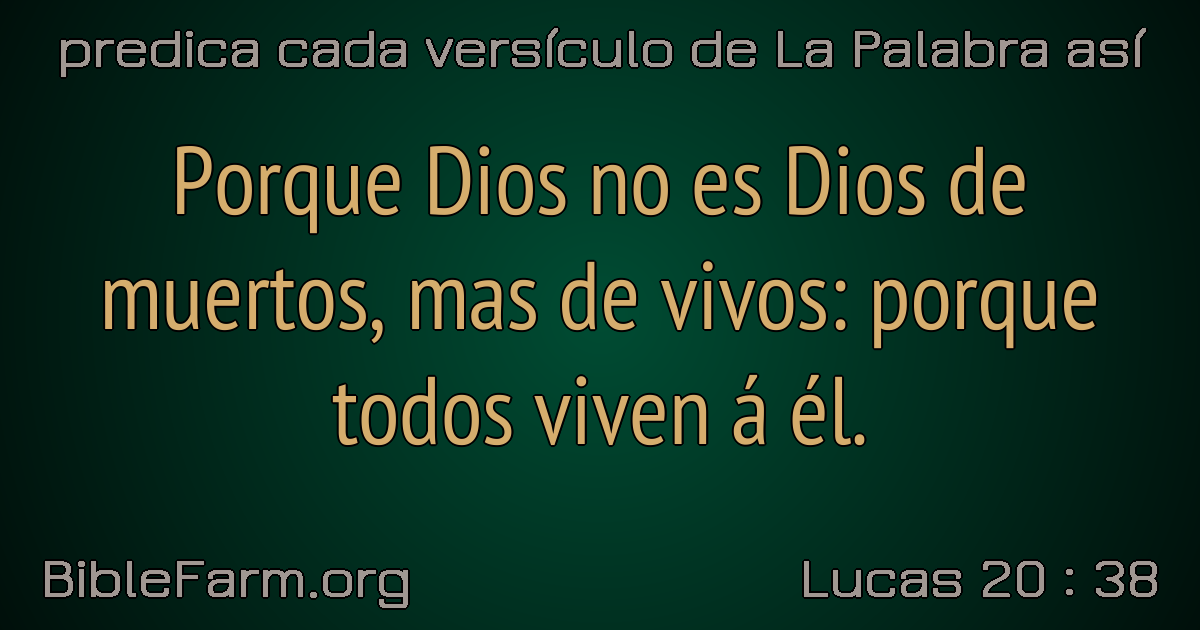 predica cada versículo de La Palabra así
Porque Dios no es Dios de
muertos, mas de vivos: porque
todos viven á él.
BibleFarm.org
Lucas 20 : 38